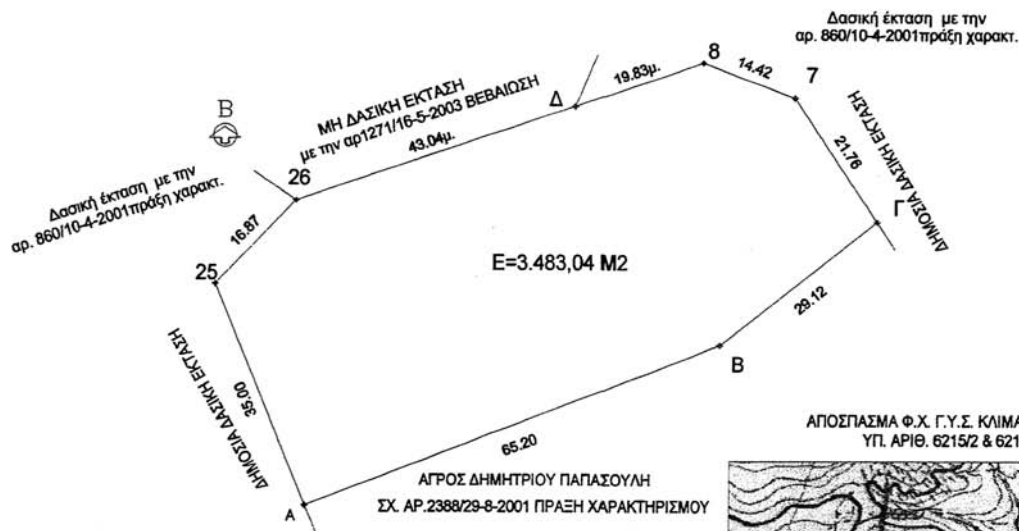 Δασική έκταση με την
αρ. 860/10-4-2001πράξη χαρακτ.
8
14.42
7
19.83μ.
Δ
ΜΗ ΔΑΣΙΚΗ ΕΚΤΑΣΗ
με την αρ1271/16-5-2003 ΒΕΒΑΙΩΣΗ
43.04μ.
Β
26
Δασική έκταση με την
αρ. 860/10-4-2001πράξη χαρακτ.
16.87
25
ΔΗΜΟΣΙΑ ΔΑΣΙΚΗ ΕΚΤΑΣΗ
21.76
Γ
Ε=3.483,04 Μ2
29.12
Β
ΔΗΜΟΣΙΑ ΔΑΣΙΚΗ ΕΚΤΑΣΗ
35.00
65.20
Α
ΑΓΡΟΣ ΔΗΜΗΤΡΙΟΥ ΠΑΠΑΣΟΥΛΗ
ΣΧ. ΑΡ.2388/29-8-2001 ΠΡΑΞΗ ΧΑΡΑΚΤΗΡΙΣΜΟΥ
ΑΠΟΣΠΑΣΜΑ Φ.Χ. Γ.Υ.Σ. ΚΛΙΜΑ
ΥΠ. ΑΡΙΘ. 6215/2 & 621